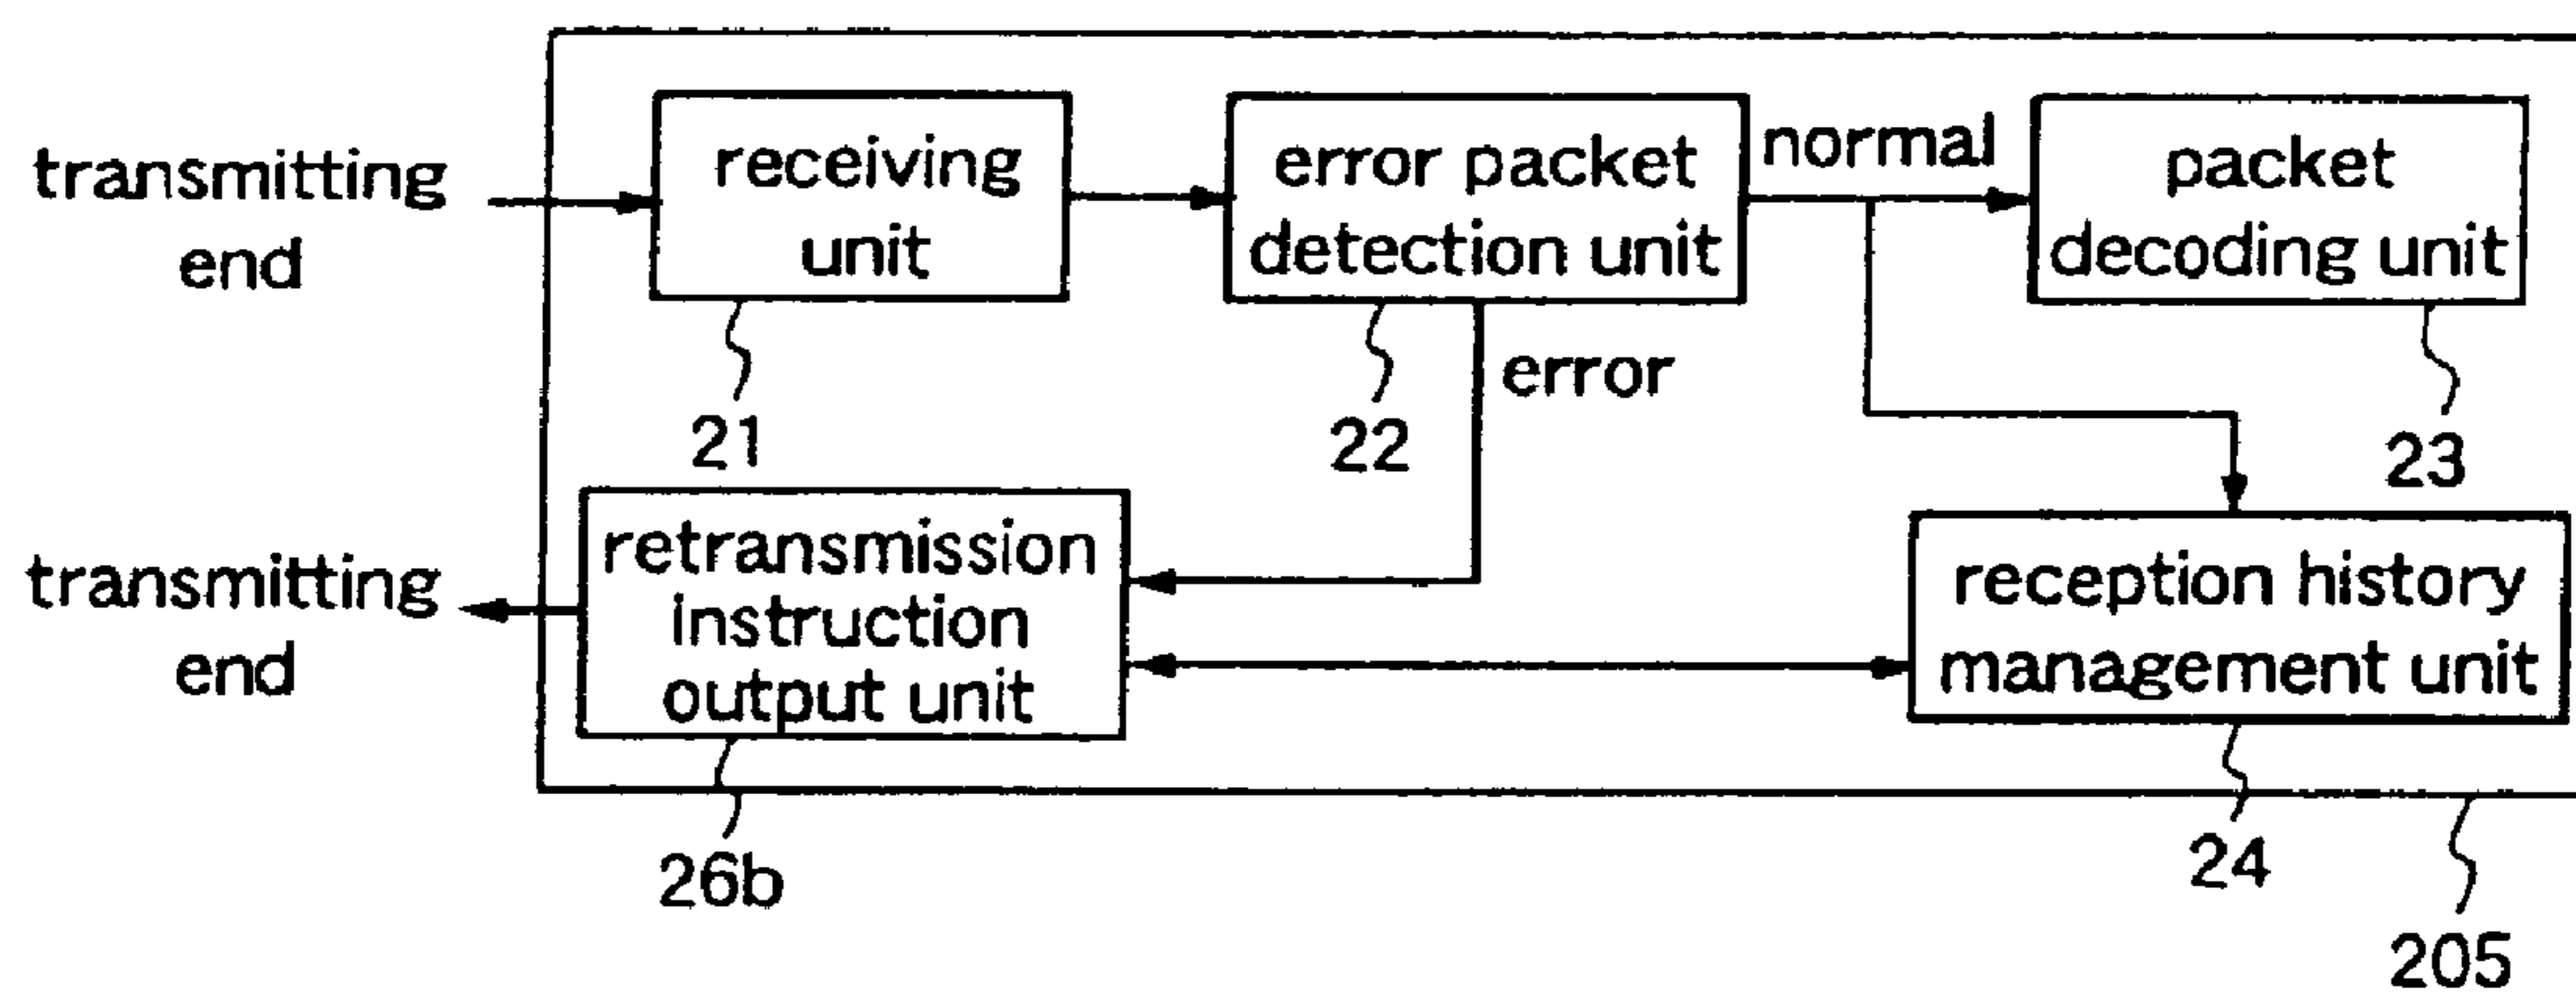 transmitting
end
receiving
unit
error packet
detection unit
normal
packet
decoding unit
21
22
error
23
transmitting
end
retransmission
instruction
output unit
reception history
management unit
26b
24
205